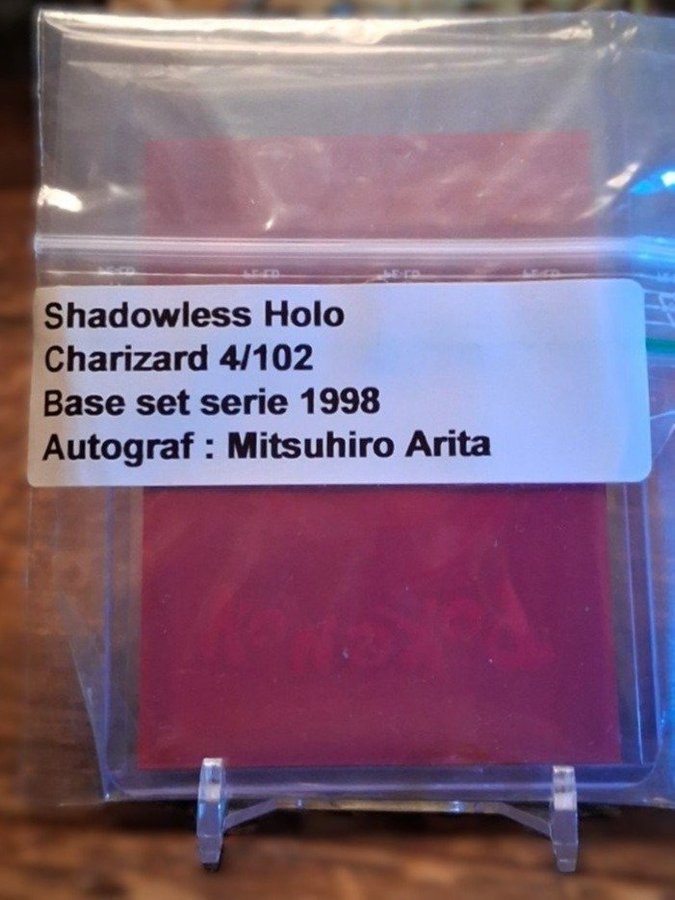 Shadowless Holo
Charizard 4/102
Base set serie 1998
Autograf : Mitsuhiro Arita